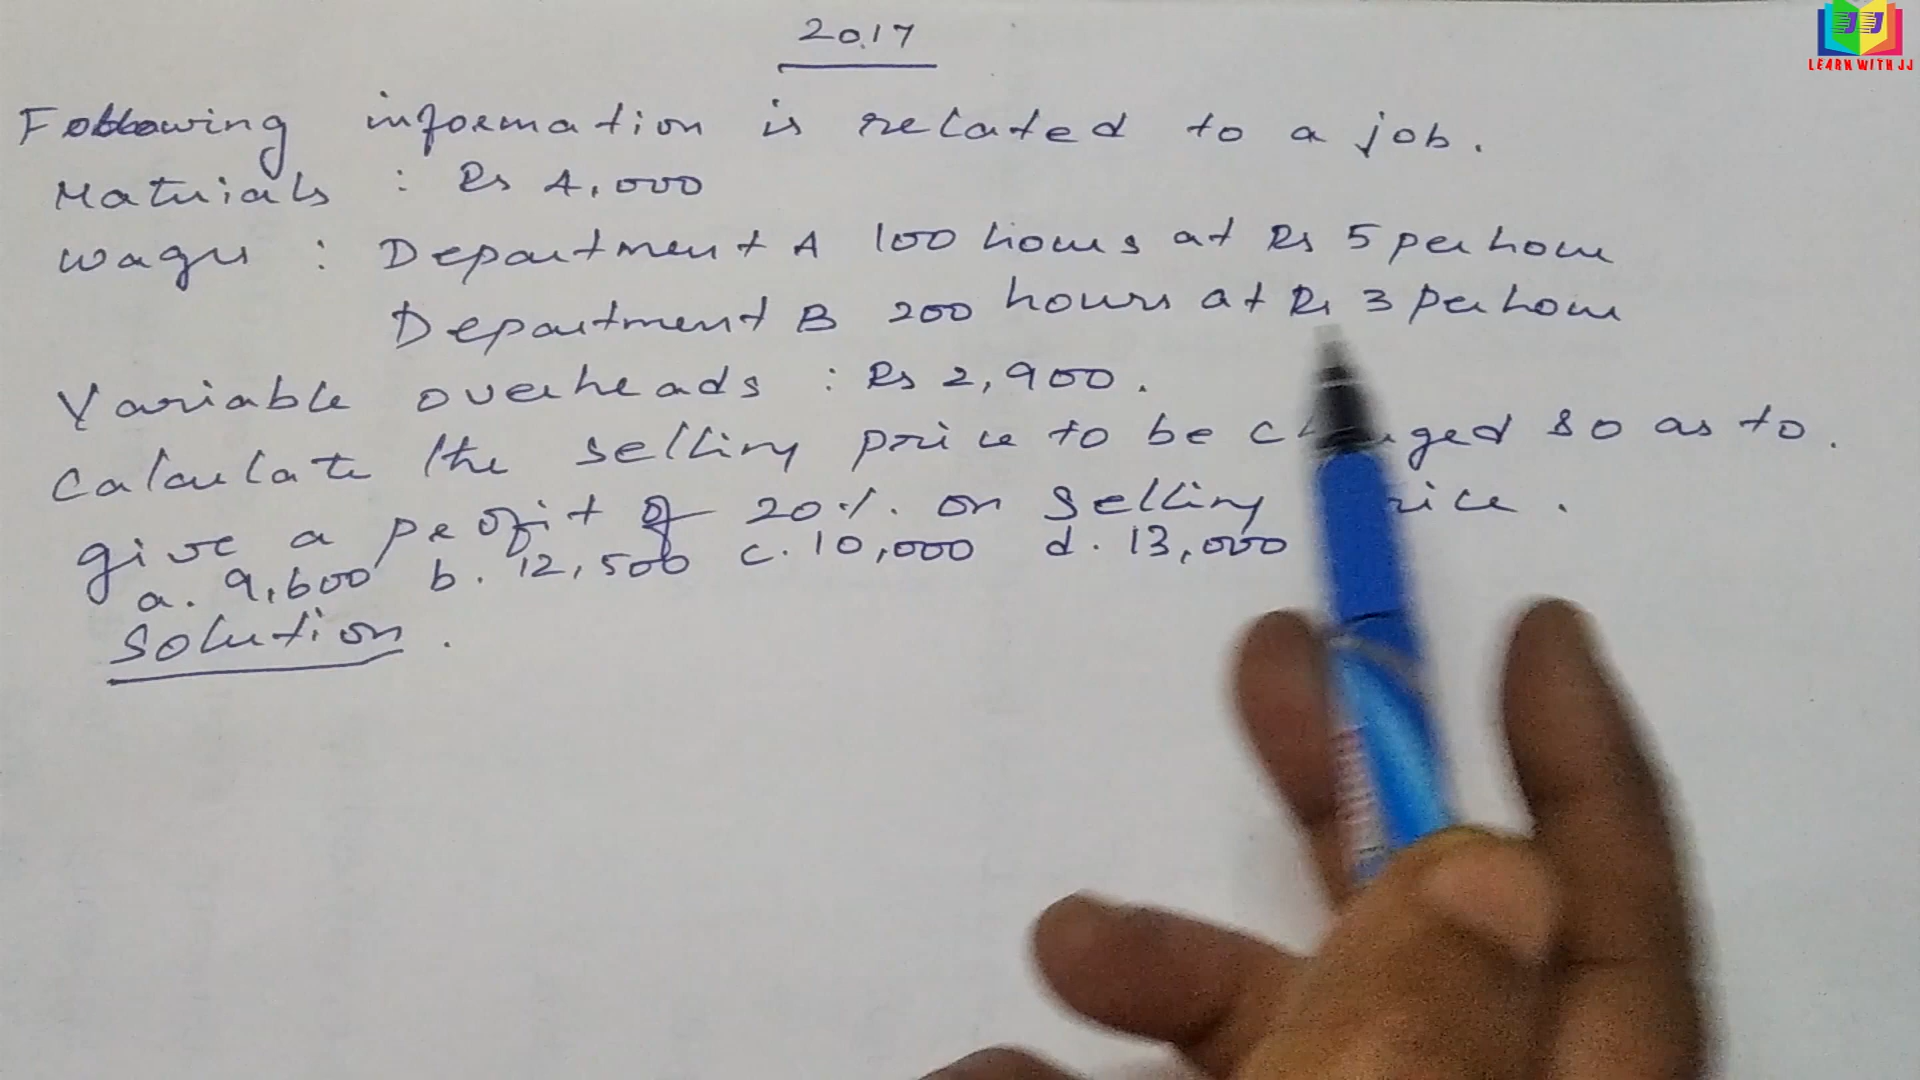 2017
LEARN WITH JJ
Following information is related to a job.
Materials : Rs 4,000
Wages : Department A 100 hours at Rs 5 per hour
Department B 200 hours at Rs 3 per hour
Variable overheads : Rs 2,900.
Calculate the selling price to be so as to.
give a profit of 20%. on selling .
a. 9,600 b. 12,500 c. 10,000 d. 13,000
Solution.